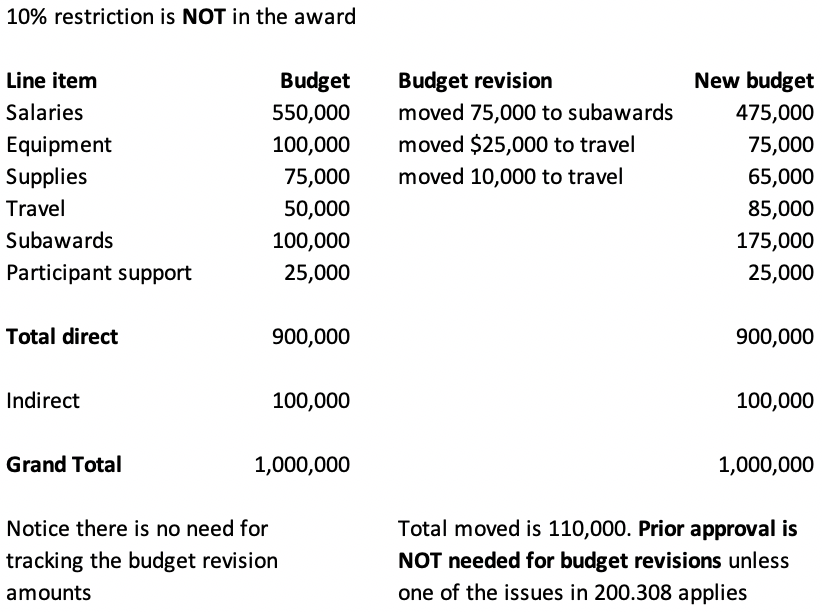 10% restriction is NOT in the award
Line item Budget Budget revision New budget
Salaries 550,000 moved 75,000 to subawards 475,000
Equipment 100,000 moved $25,000 to travel 75,000
Supplies 75,000 moved 10,000 to travel 65,000
Travel 50,000 85,000
Subawards 100,000 175,000
Participant support 25,000 25,000
Total direct 900,000 900,000
Indirect 100,000 100,000
Grand Total 1,000,000 1,000,000
Notice there is no need for
tracking the budget revision
amounts
Total moved is 110,000. Prior approval is
NOT needed for budget revisions unless
one of the issues in 200.308 applies